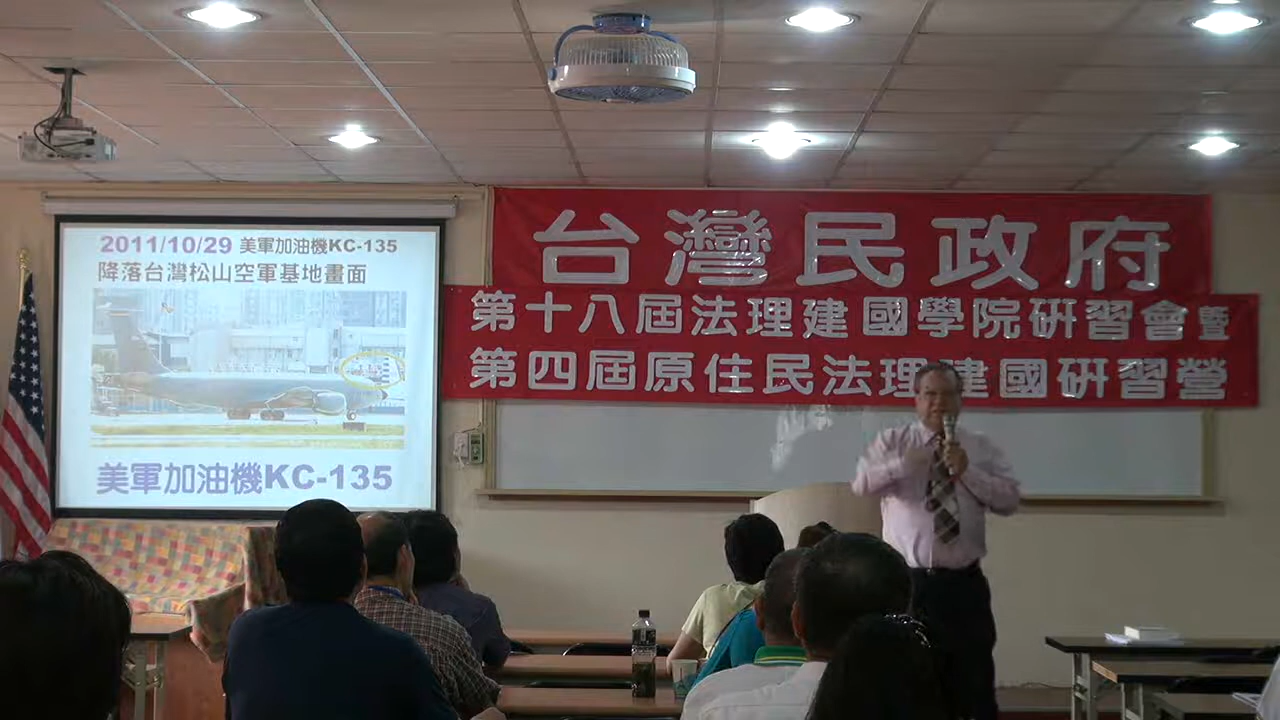 2011/10/29 美軍加油機KC-135
降落台灣松山空軍基地畫面
美軍加油機KC-135
台灣民政府
第十八屆法理建國學院研習會暨
第四屆原住民法理建國研習營